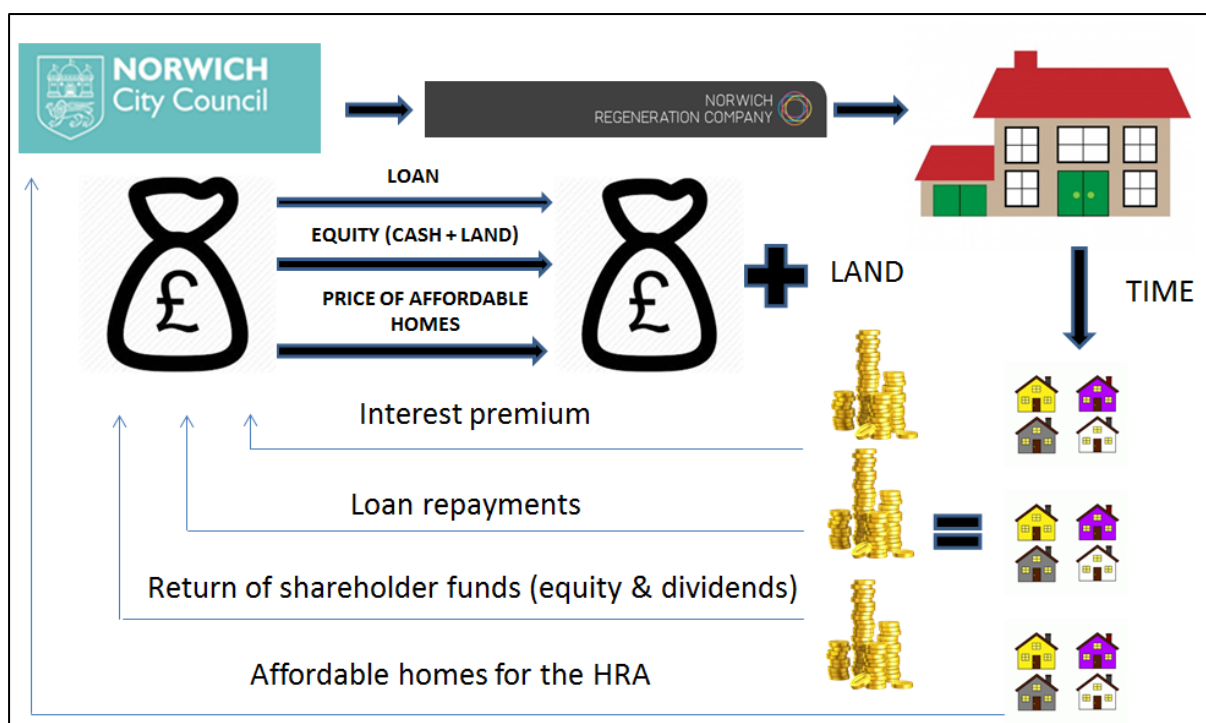 NORWICH
City Council
NORWICH
REGENERATION COMPANY
LOAN
EQUITY (CASH + LAND)
PRICE OF AFFORDABLE
HOMES
£
£
LAND
TIME
Interest premium
Loan repayments
Return of shareholder funds (equity & dividends)
Affordable homes for the HRA